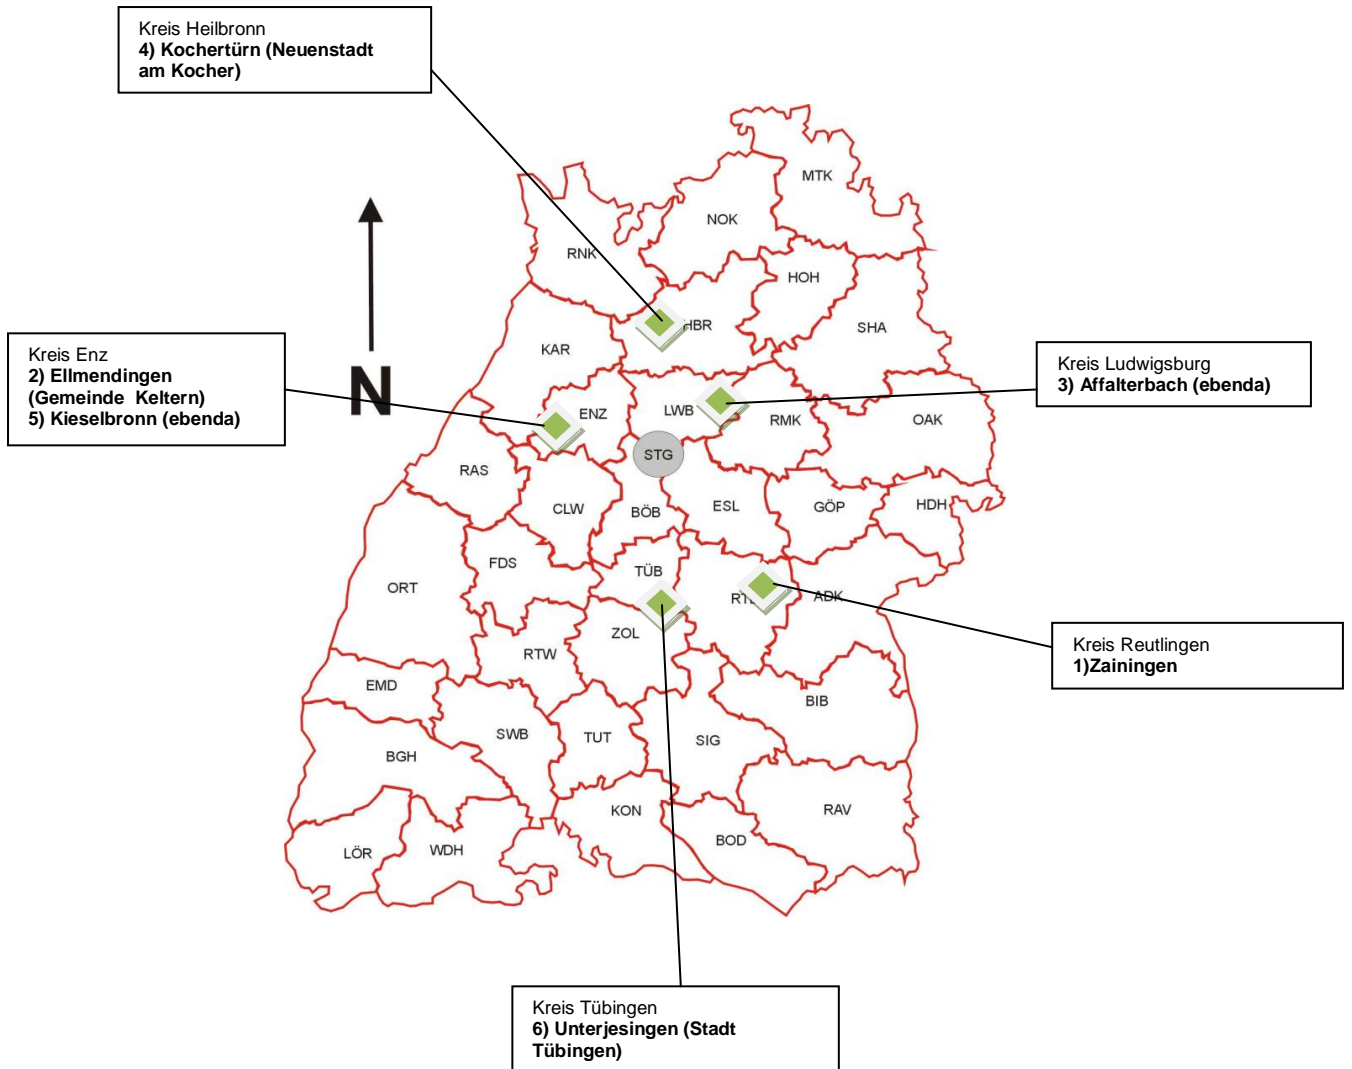 Kreis Heilbronn
4) Kochertürn (Neuenstadt
am Kocher)
MTK
NOK
RNK
HOH
HBR
SHA
KAR
N
Kreis Enz
2) Ellmendingen
(Gemeinde Keltern)
5) Kieselbronn (ebenda)
Kreis Ludwigsburg
3) Affalterbach (ebenda)
ENZ
LWB
RMK
OAK
STG
RAS
CLW
BÖB
ESL
GÖP
HDH
FDS
TÜB
ORT
ADK
ZOL
RTW
Kreis Reutlingen
1)Zainingen
EMD
BIB
SWB
TUT
SIG
BGH
KON
RAV
BOD
LÖR
WDH
Kreis Tübingen
6) Unterjesingen (Stadt
Tübingen)